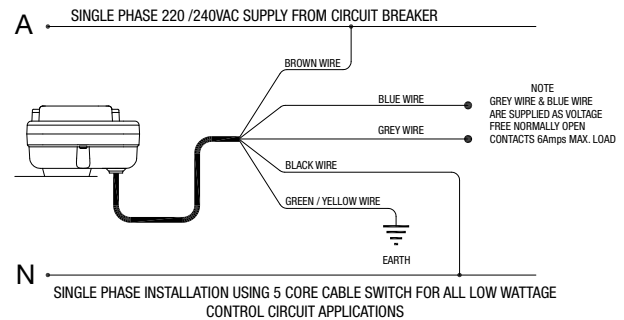 A
SINGLE PHASE 220 /240VAC SUPPLY FROM CIRCUIT BREAKER
BROWN WIRE
BLUE WIRE
GREY WIRE
NOTE
GREY WIRE & BLUE WIRE
ARE SUPPLIED AS VOLTAGE
FREE NORMALLY OPEN
CONTACTS 6Amps MAX. LOAD
BLACK WIRE
GREEN / YELLOW WIRE
EARTH
N
SINGLE PHASE INSTALLATION USING 5 CORE CABLE SWITCH FOR ALL LOW WATTAGE
CONTROL CIRCUIT APPLICATIONS